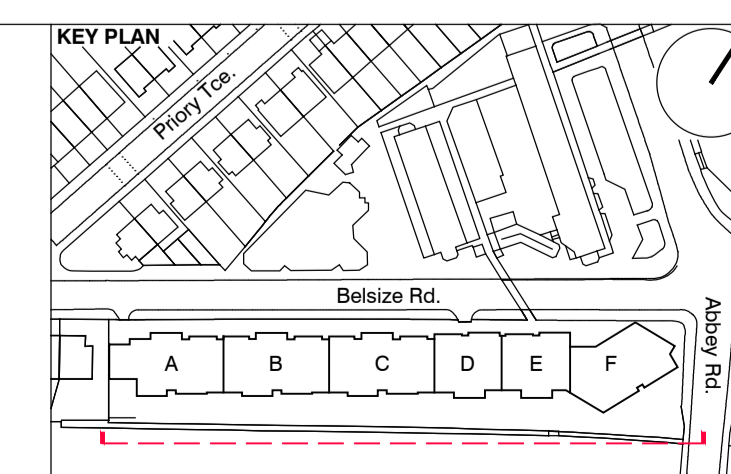 KEY PLAN
Priory Tce.
Belsize Rd.
Abbey Rd.
A
B
C
D
E
F